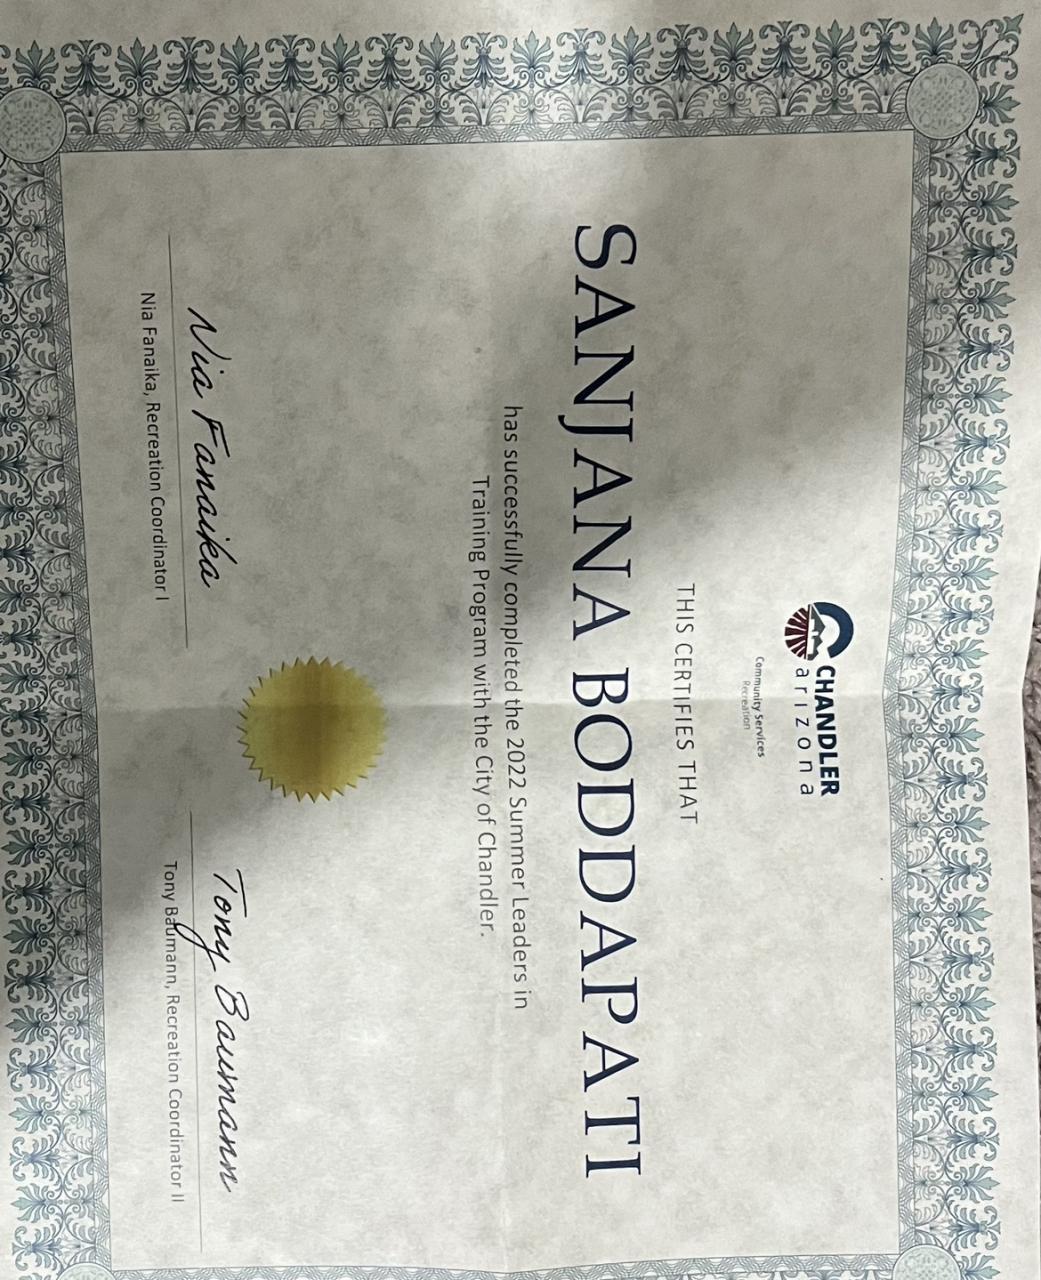 CHANDLER
arizona
Community Services
Recreation
THIS CERTIFIES THAT
SANJANA BODDAPATI
has successfully completed the 2022 Summer Leaders in
Training Program with the City of Chandler.
Nia Fanaika
Nia Fanaika, Recreation Coordinator I
Tony Baumann
Tony Baumann, Recreation Coordinator II